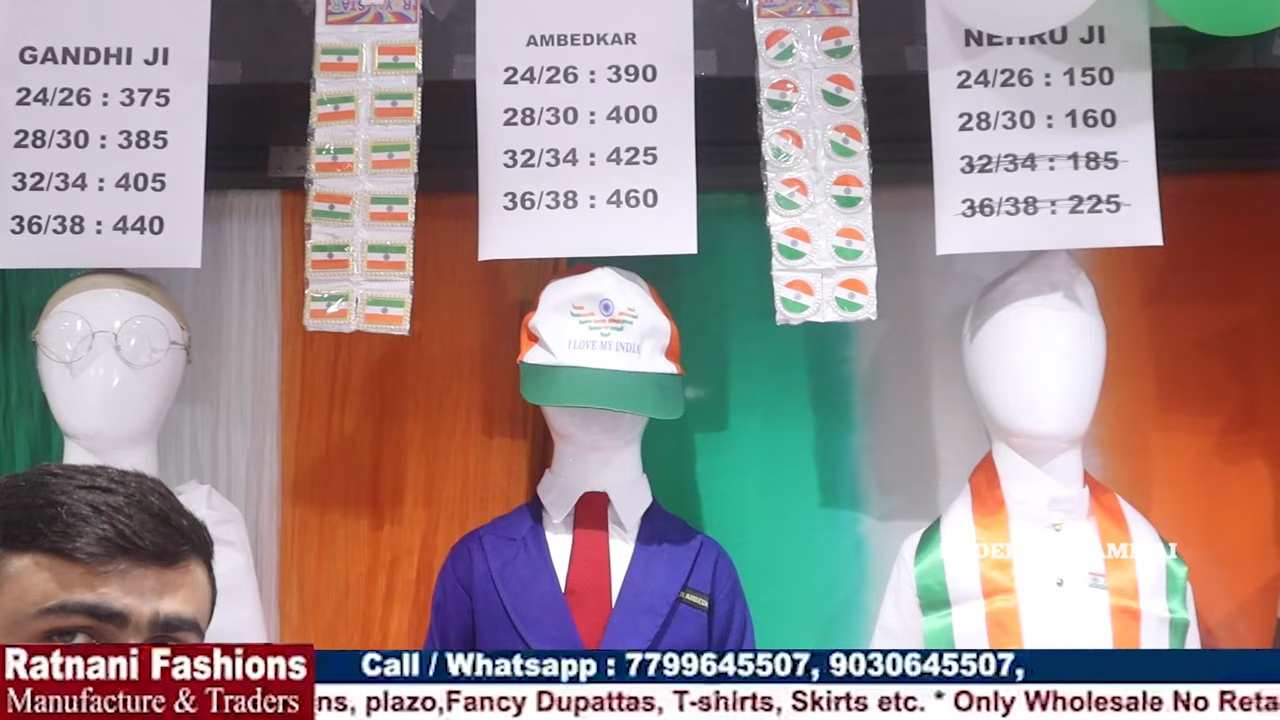 GANDHI JI
24/26 : 375
28/30 : 385
32/34 : 405
36/38 : 440
AMBEDKAR
24/26 : 390
28/30 : 400
32/34 : 425
36/38 : 460
NEHRU JI
24/26 : 150
28/30 : 160
32/34 : 185
36/38 : 225
I LOVE MY INDIA
Ratnani Fashions
Manufacture & Traders
Call / Whatsapp : 7799645507, 9030645507,
plazo,Fancy Dupattas, T-shirts, Skirts etc. * Only Wholesale No